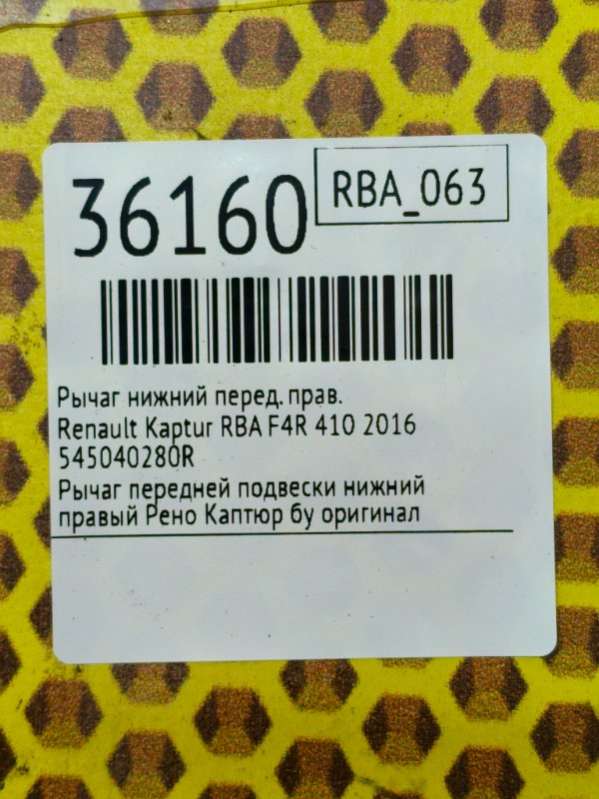 36160
RBA_063
Рычаг нижний перед. прав.
Renault Kaptur RBA F4R 410 2016
545040280R
Рычаг передней подвески нижний
правый Рено Каптюр бу оригинал